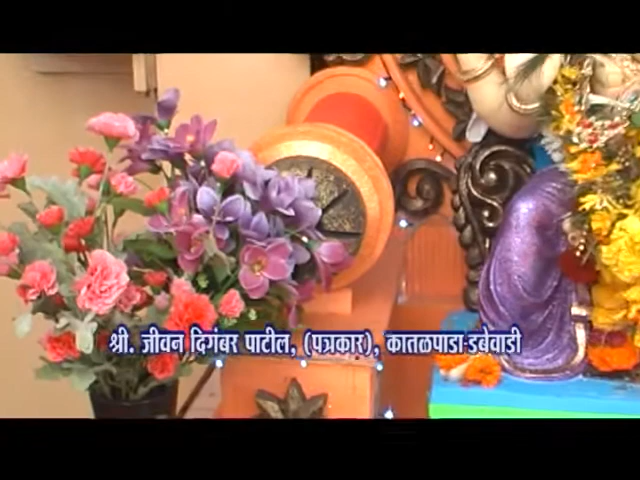 श्री. जीवन दिगंबर पाटील, (पत्रकार), कातळपाडा-डबेवाडी